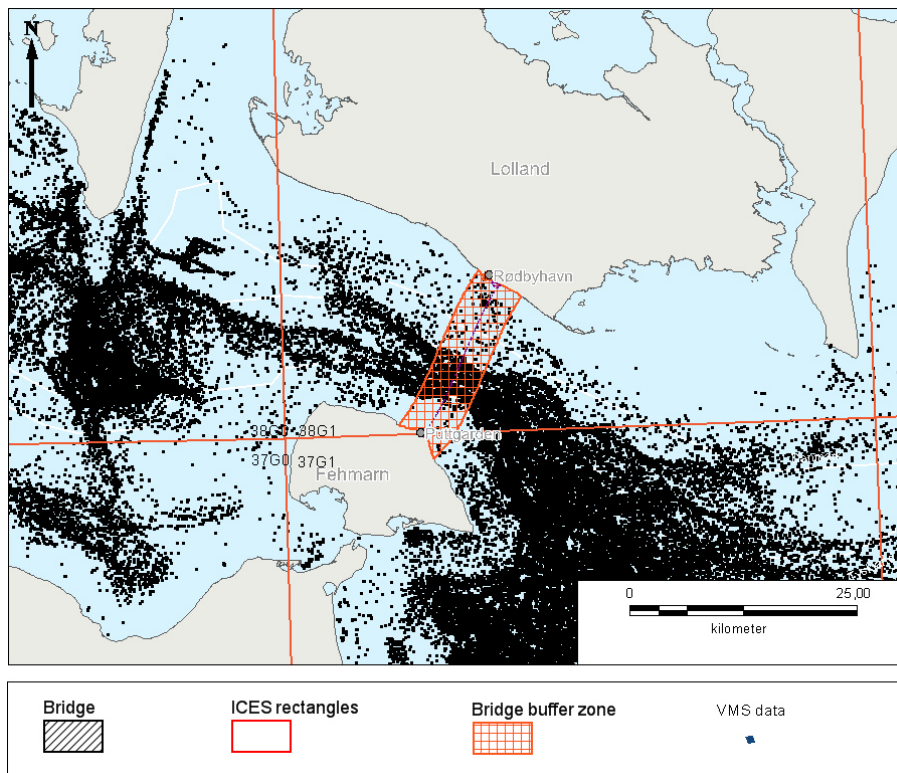 N
Lolland
Rødbyhavn
38G0 38G1
Puttgarden
37G0 37G1
Fehmarn
0 25,00
kilometer
Bridge
ICES rectangles
Bridge buffer zone
VMS data